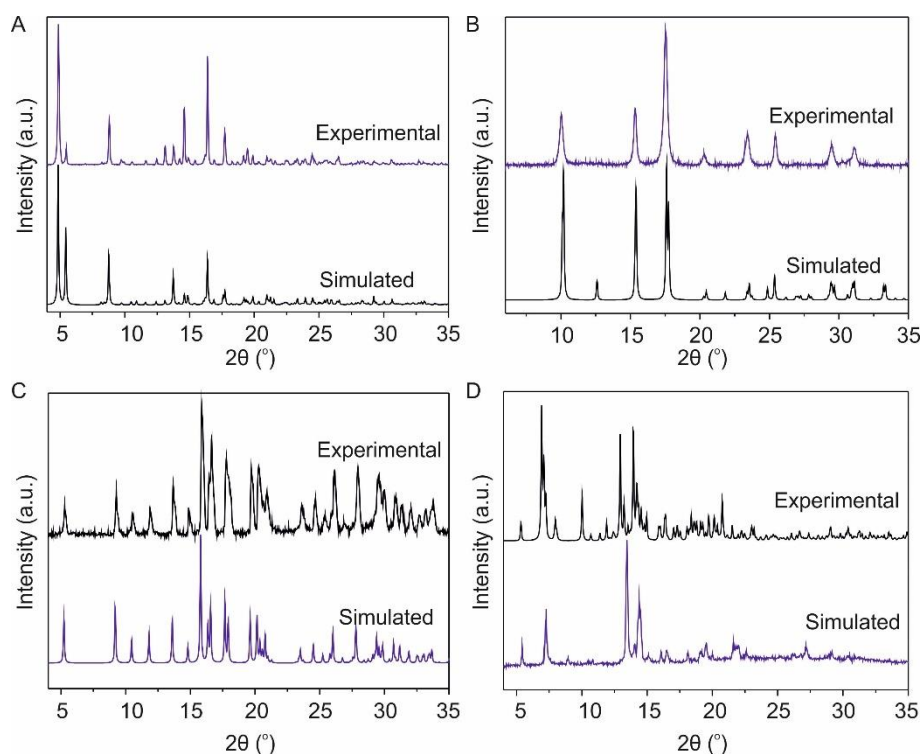 A
Intensity (a.u.)
Experimental
Simulated
5 10 15 20 25 30 35
2θ (°)
B
Intensity (a.u.)
Experimental
Simulated
10 15 20 25 30 35
2θ (°)
C
Intensity (a.u.)
Experimental
Simulated
5 10 15 20 25 30 35
2θ (°)
D
Intensity (a.u.)
Experimental
Simulated
5 10 15 20 25 30 35
2θ (°)